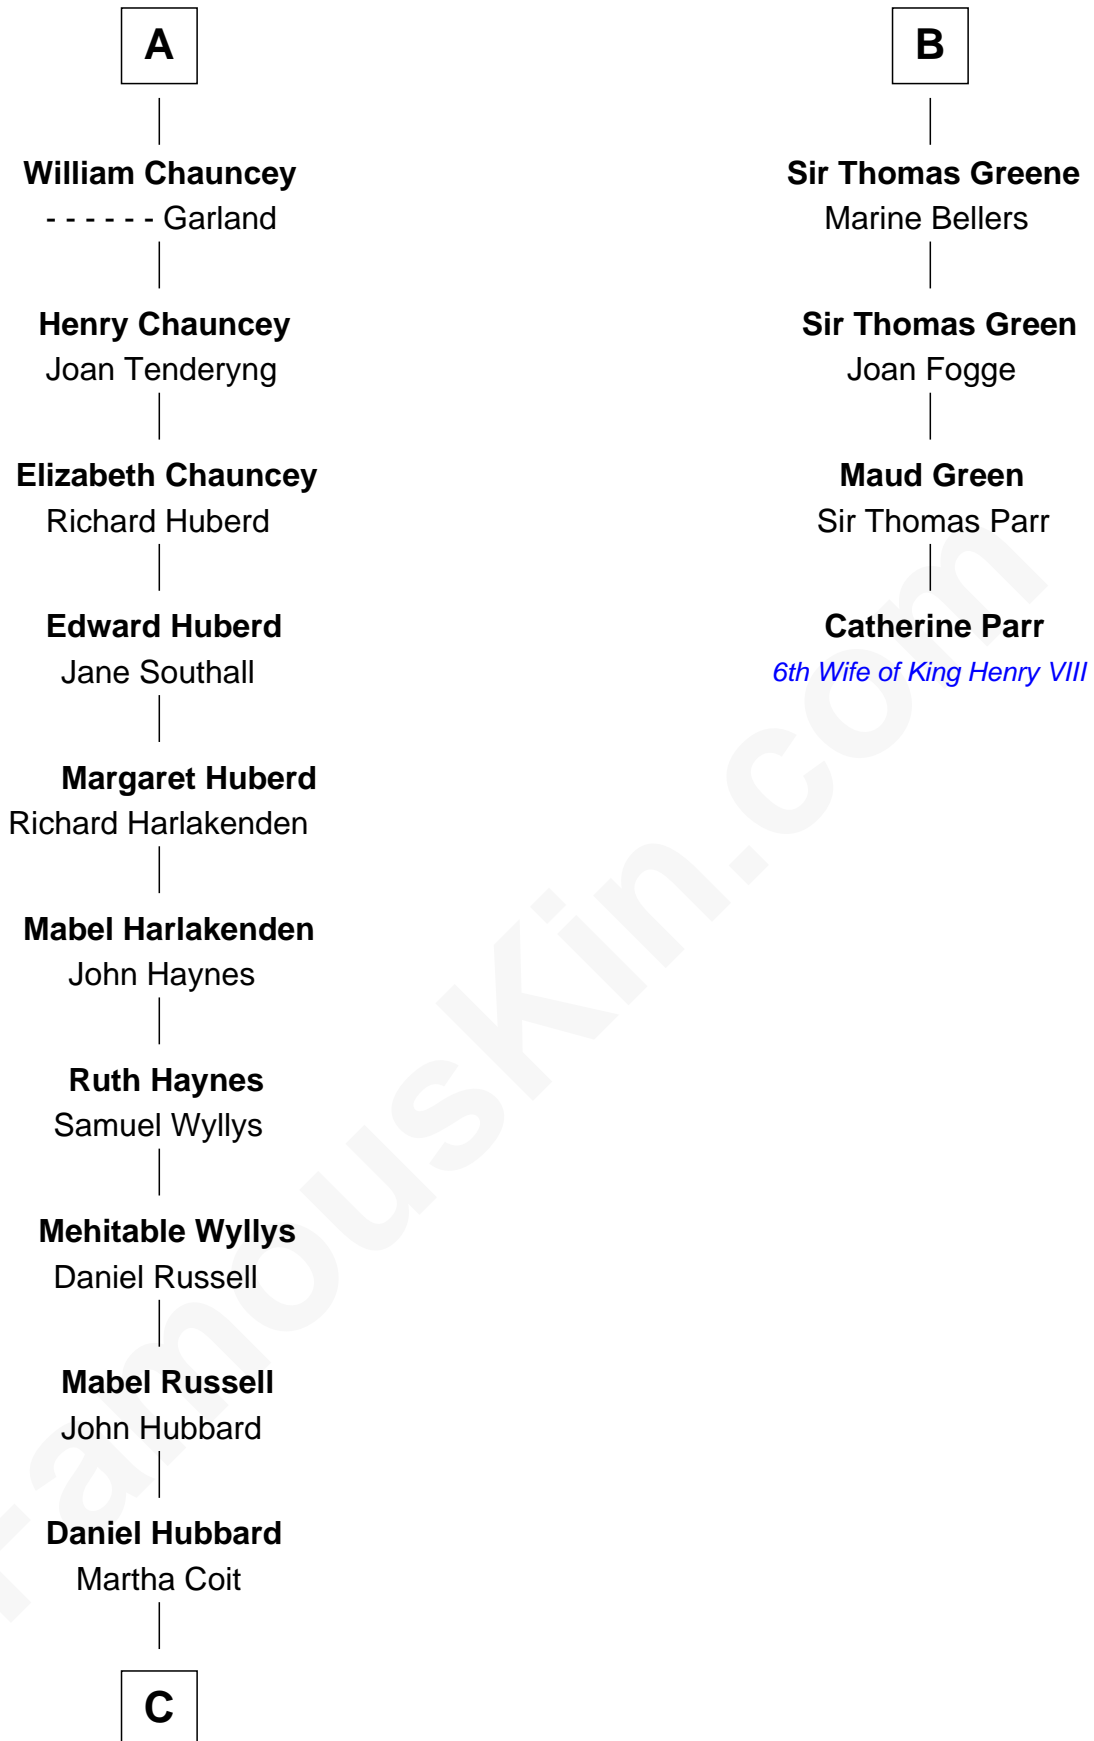 A
William Chauncey
- - - - - - Garland
Henry Chauncey
Joan Tenderyng
Elizabeth Chauncey
Richard Huberd
Edward Huberd
Jane Southall
Margaret Huberd
Richard Harlakenden
Mabel Harlakenden
John Haynes
Ruth Haynes
Samuel Wyllys
Mehitable Wyllys
Daniel Russell
Mabel Russell
John Hubbard
Daniel Hubbard
Martha Coit
C
B
Sir Thomas Greene
Marine Bellers
Sir Thomas Green
Joan Fogge
Maud Green
Sir Thomas Parr
Catherine Parr
6th Wife of King Henry VIII
FamousKin.com